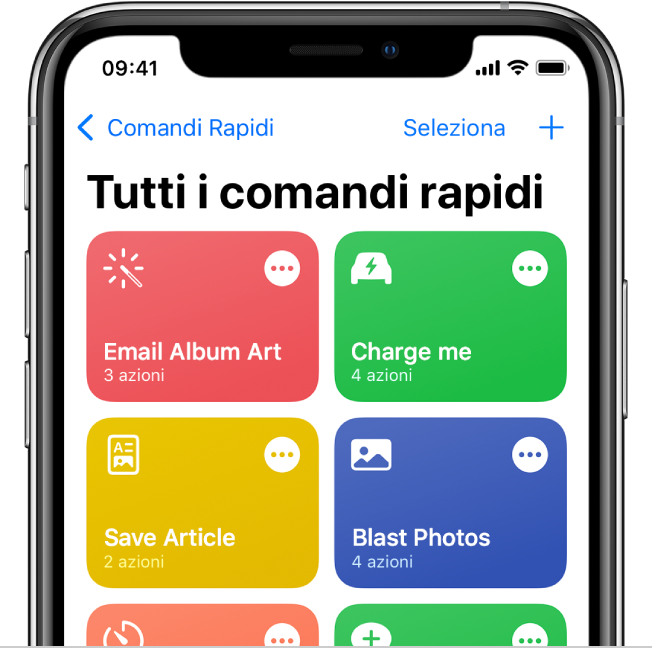 09:41
Comandi Rapidi
Seleziona
Tutti i comandi rapidi
Email Album Art
3 azioni
Charge me
4 azioni
Save Article
2 azioni
Blast Photos
4 azioni